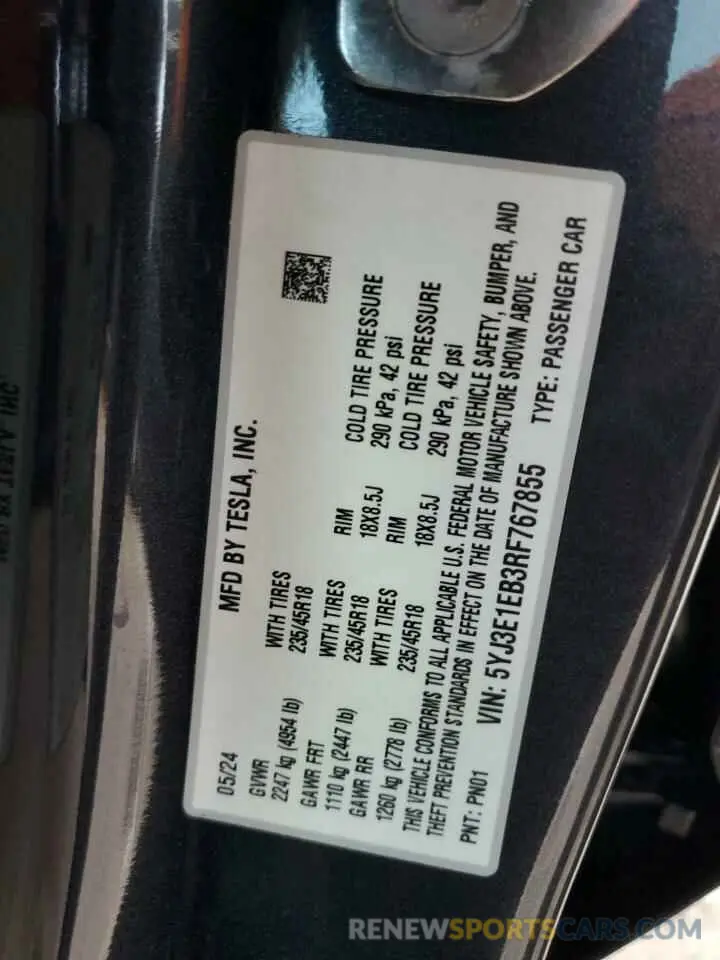 MFD BY TESLA, INC.
05/24
GVWR
2247 kg (4954 lb)
WITH TIRES
235/45R18
RIM
18X8.5J
COLD TIRE PRESSURE
290 kPa, 42 psi
GAWR FRT
1110 kg (2447 lb)
WITH TIRES
235/45R18
RIM
18X8.5J
COLD TIRE PRESSURE
290 kPa, 42 psi
GAWR RR
1260 kg (2778 lb)
WITH TIRES
235/45R18
THIS VEHICLE CONFORMS TO ALL APPLICABLE U.S. FEDERAL MOTOR VEHICLE SAFETY, BUMPER, AND
THEFT PREVENTION STANDARDS IN EFFECT ON THE DATE OF MANUFACTURE SHOWN ABOVE.
PNT: PN01 VIN: 5YJ3E1EB3RF767855 TYPE: PASSENGER CAR
RENEWSPORTSCARS.COM